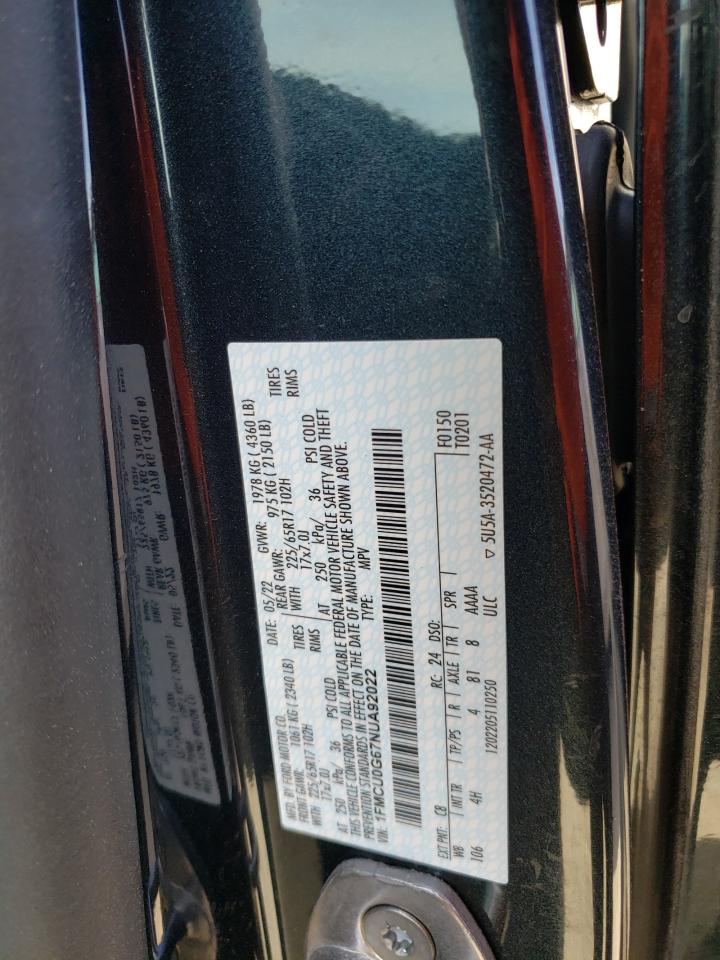 MFD. BY FORD MOTOR CO.
DATE: 05/22 GVWR: 1978 KG ( 4360 LB)
FRONT GAWR: 1061 KG ( 2340 LB) REAR GAWR: 975 KG ( 2150 LB)
WITH 225/65R17 102H TIRES WITH 225/65R17 102H TIRES
17x7.0J RIMS 17x7.0J RIMS
AT 250 kPa/ 36 PSI COLD AT 250 kPa/ 36 PSI COLD
THIS VEHICLE CONFORMS TO ALL APPLICABLE FEDERAL MOTOR VEHICLE SAFETY AND THEFT
PREVENTION STANDARDS IN EFFECT ON THE DATE OF MANUFACTURE SHOWN ABOVE.
VIN: 1FMCU0G67NUA92022 TYPE: MPV
EXT PNT: C8 RC: 24 DSO: F0150
WB INT TR TP/PS R AXLE TR SPR T0201
106 4H 4 81 8 AAAA
1202205110250 ULC 5U5A-3520472-AA